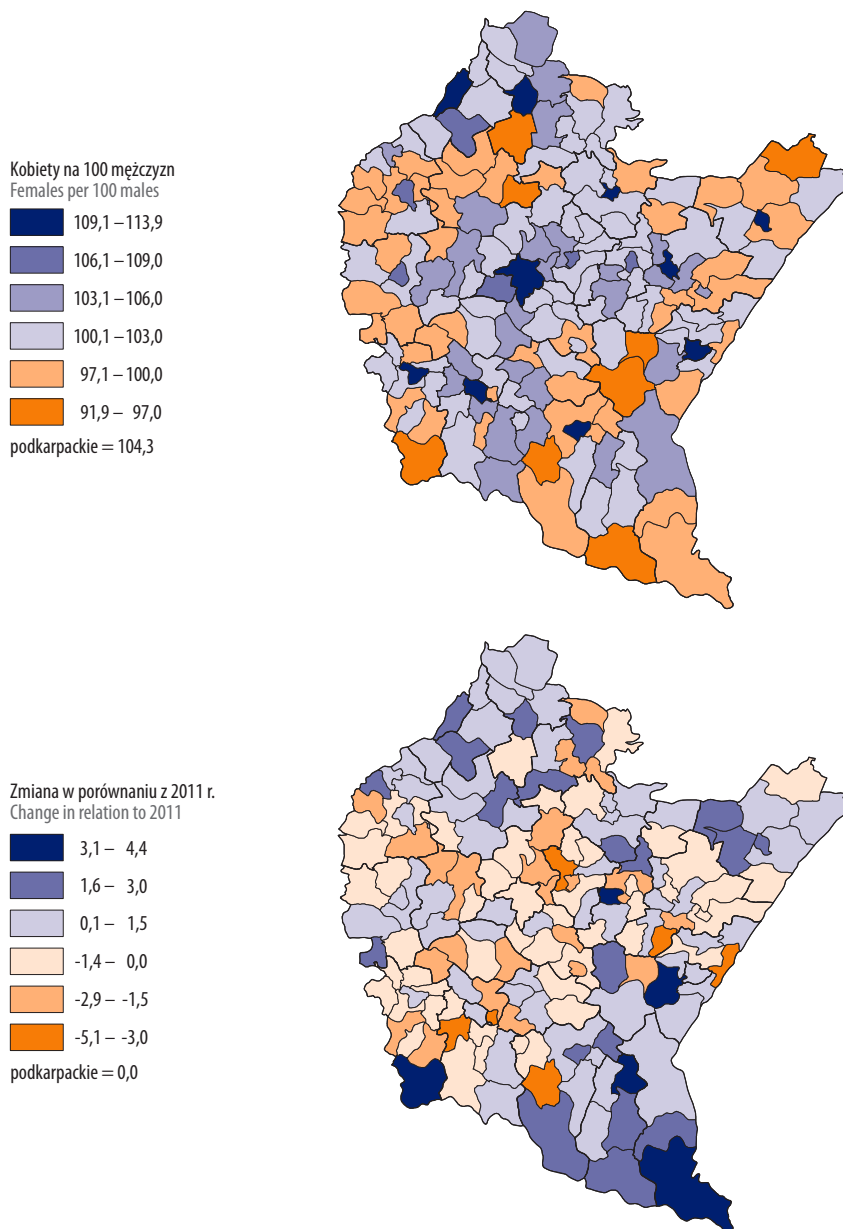 Kobiety na 100 mężczyzn
Females per 100 males
109,1 – 113,9
106,1 – 109,0
103,1 – 106,0
100,1 – 103,0
97,1 – 100,0
91,9 – 97,0
podkarpackie = 104,3
Zmiana w porównaniu z 2011 r.
Change in relation to 2011
3,1 – 4,4
1,6 – 3,0
0,1 – 1,5
-1,4 – 0,0
-2,9 – -1,5
-5,1 – -3,0
podkarpackie = 0,0